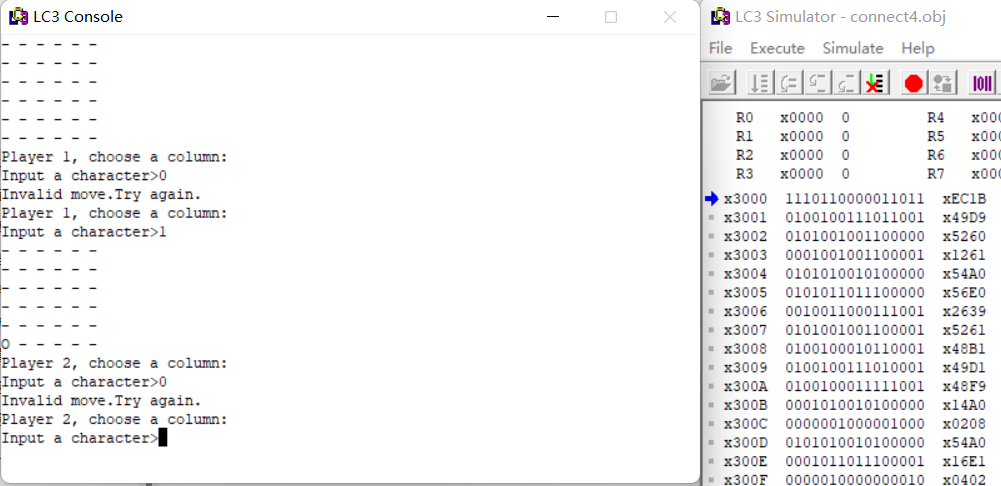 LC3 Console
- - - - - -
- - - - - -
- - - - - -
- - - - - -
- - - - - -
- - - - - -
Player 1, choose a column:
Input a character>0
Invalid move.Try again.
Player 1, choose a column:
Input a character>1
- - - - - -
- - - - - -
- - - - - -
- - - - - -
- - - - - -
O - - - - -
Player 2, choose a column:
Input a character>0
Invalid move.Try again.
Player 2, choose a column:
Input a character>
LC3 Simulator - connect4.obj
File Execute Simulate Help
R0 x0000 0 R4 x000
R1 x0000 0 R5 x000
R2 x0000 0 R6 x000
R3 x0000 0 R7 x000
x3000 1110110000011011 xEC1B
x3001 0100100111011001 x49D9
x3002 0101001001100000 x5260
x3003 0001001001100001 x1261
x3004 0101010010100000 x54A0
x3005 0101011011100000 x56E0
x3006 0010011000111001 x2639
x3007 0101001001100001 x5261
x3008 0100100010110001 x48B1
x3009 0100100111010001 x49D1
x300A 0100100011111001 x48F9
x300B 0001010010100000 x14A0
x300C 0000001000001000 x0208
x300D 0101010010100000 x54A0
x300E 0001011011100001 x16E1
x300F 0000010000000010 x0402